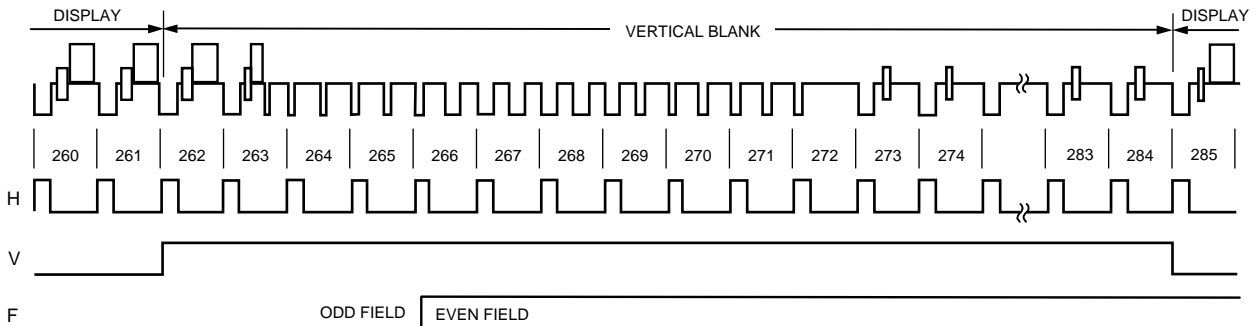 DISPLAY VERTICAL BLANK DISPLAY
260 261 262 263 264 265 266 267 268 269 270 271 272 273 274 283 284 285
H
V
ODD FIELD EVEN FIELD
F